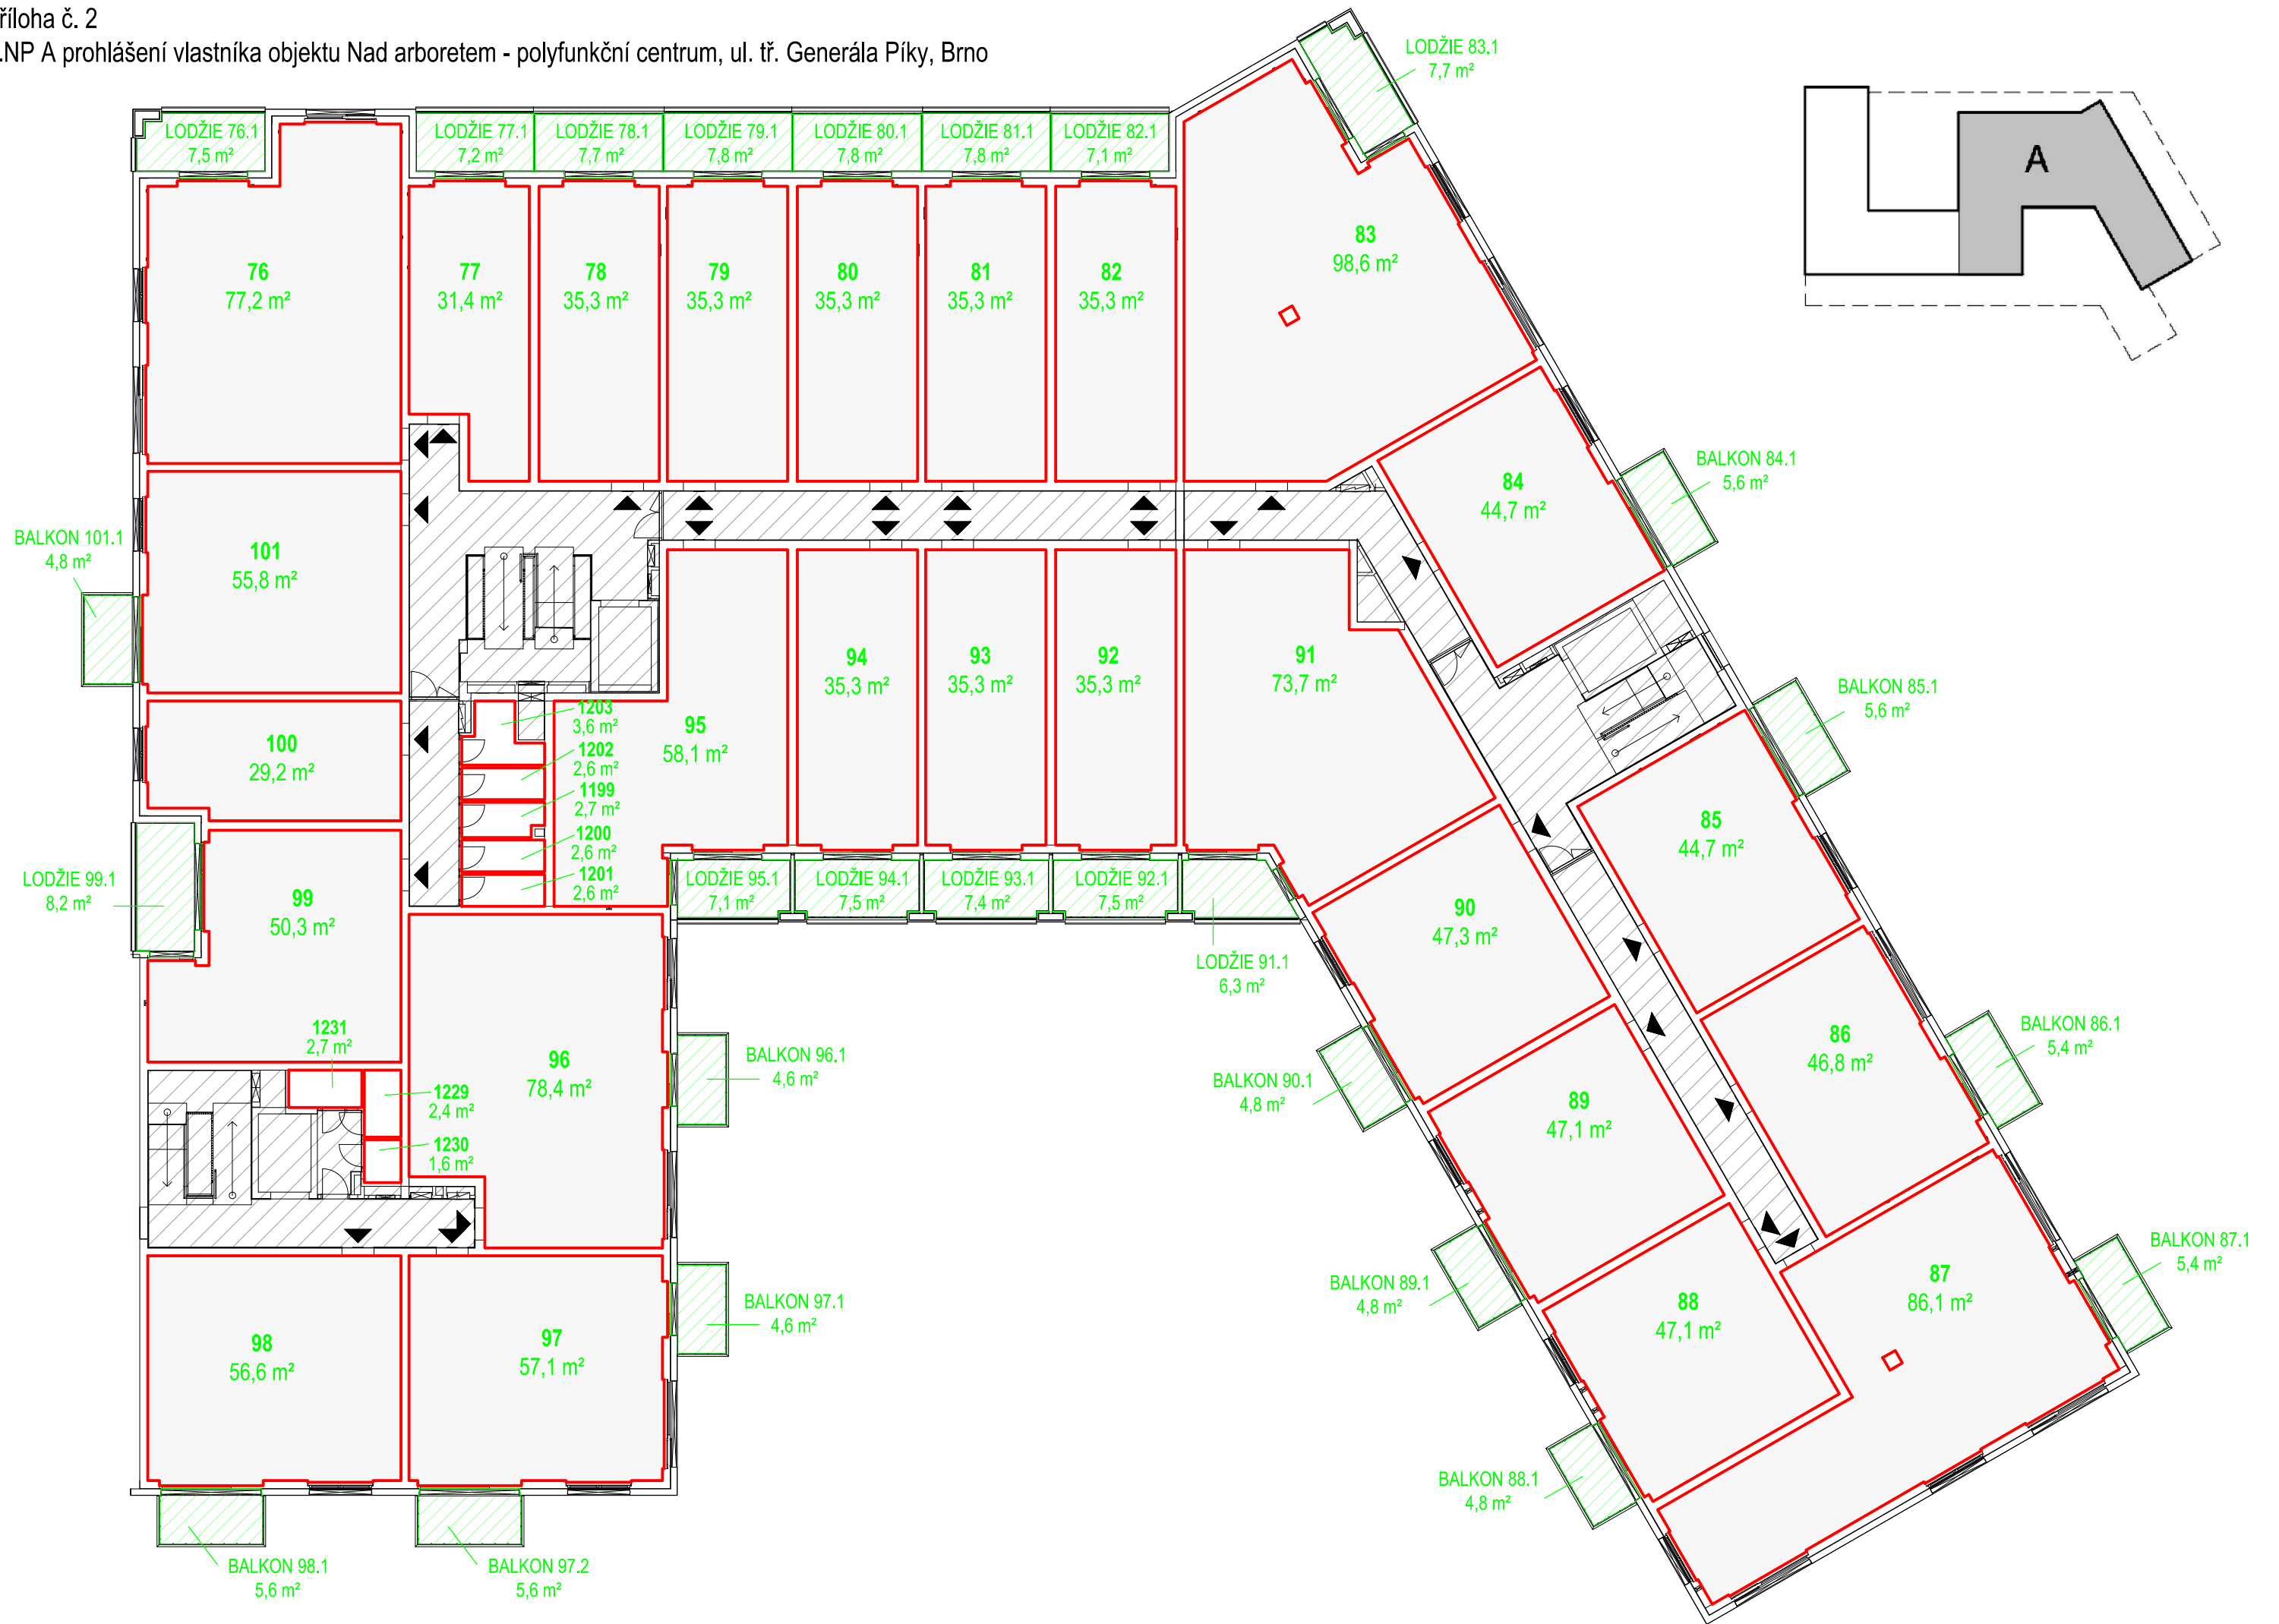 říloha č. 2
.NP A prohlášení vlastníka objektu Nad arboretem - polyfunkční centrum, ul. tř. Generála Píky, Brno
LODŽIE 83.1
7,7 m²
A
LODŽIE 76.1
7,5 m²
LODŽIE 77.1
7,2 m²
LODŽIE 78.1
7,7 m²
LODŽIE 79.1
7,8 m²
LODŽIE 80.1
7,8 m²
LODŽIE 81.1
7,8 m²
LODŽIE 82.1
7,1 m²
76
77,2 m²
77
31,4 m²
78
35,3 m²
79
35,3 m²
80
35,3 m²
81
35,3 m²
82
35,3 m²
83
98,6 m²
84
44,7 m²
BALKON 84.1
5,6 m²
BALKON 101.1
4,8 m²
101
55,8 m²
94
35,3 m²
93
35,3 m²
92
35,3 m²
91
73,7 m²
BALKON 85.1
5,6 m²
100
29,2 m²
1203
3,6 m²
1202
2,6 m²
1199
2,7 m²
1200
2,6 m²
1201
2,6 m²
95
58,1 m²
85
44,7 m²
LODŽIE 99.1
8,2 m²
99
50,3 m²
LODŽIE 95.1
7,1 m²
LODŽIE 94.1
7,5 m²
LODŽIE 93.1
7,4 m²
LODŽIE 92.1
7,5 m²
LODŽIE 91.1
6,3 m²
90
47,3 m²
1231
2,7 m²
96
78,4 m²
BALKON 96.1
4,6 m²
BALKON 90.1
4,8 m²
86
46,8 m²
BALKON 86.1
5,4 m²
1229
2,4 m²
1230
1,6 m²
89
47,1 m²
BALKON 87.1
5,4 m²
87
86,1 m²
BALKON 89.1
4,8 m²
88
47,1 m²
BALKON 97.1
4,6 m²
98
56,6 m²
97
57,1 m²
BALKON 88.1
4,8 m²
BALKON 98.1
5,6 m²
BALKON 97.2
5,6 m²